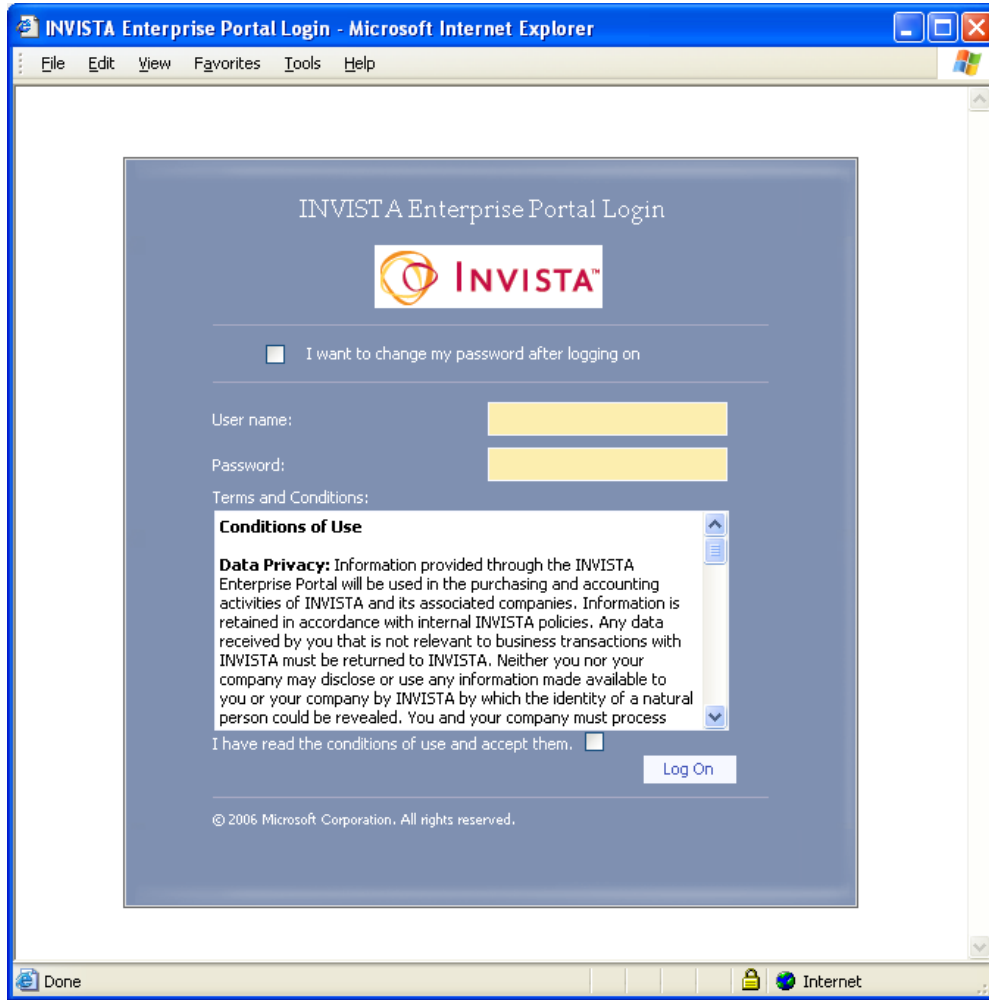 INVISTA Enterprise Portal Login - Microsoft Internet Explorer
File Edit View Favorites Tools Help
INVISTA Enterprise Portal Login
INVISTA™
I want to change my password after logging on
User name:
Password:
Terms and Conditions:
Conditions of Use
Data Privacy: Information provided through the INVISTA
Enterprise Portal will be used in the purchasing and accounting
activities of INVISTA and its associated companies. Information is
retained in accordance with internal INVISTA policies. Any data
received by you that is not relevant to business transactions with
INVISTA must be returned to INVISTA. Neither you nor your
company may disclose or use any information made available to
you or your company by INVISTA by which the identity of a natural
person could be revealed. You and your company must process
I have read the conditions of use and accept them.
Log On
© 2006 Microsoft Corporation. All rights reserved.
Done Internet